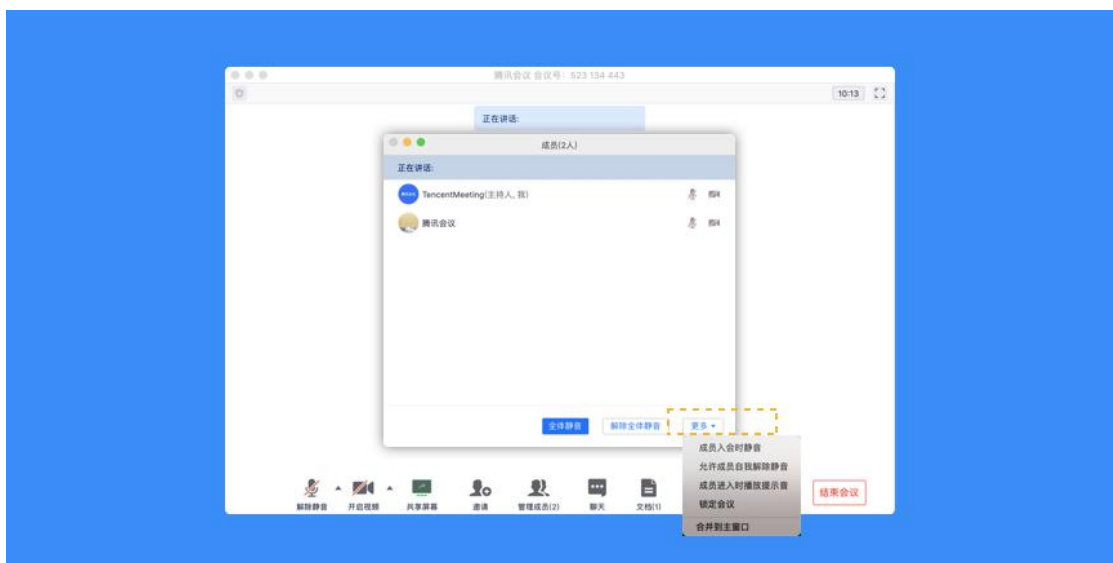 腾讯会议 会议号: 523 134 443
10:13
正在讲话:
成员(2人)
正在讲话:
TencentMeeting(主持人, 我)
腾讯会议
全体静音
解除全体静音
更多
成员入会时静音
允许成员自我解除静音
成员进入时播放提示音
锁定会议
合并到主窗口
解除静音
开启视频
共享屏幕
邀请
管理成员(2)
聊天
文档(1)
结束会议